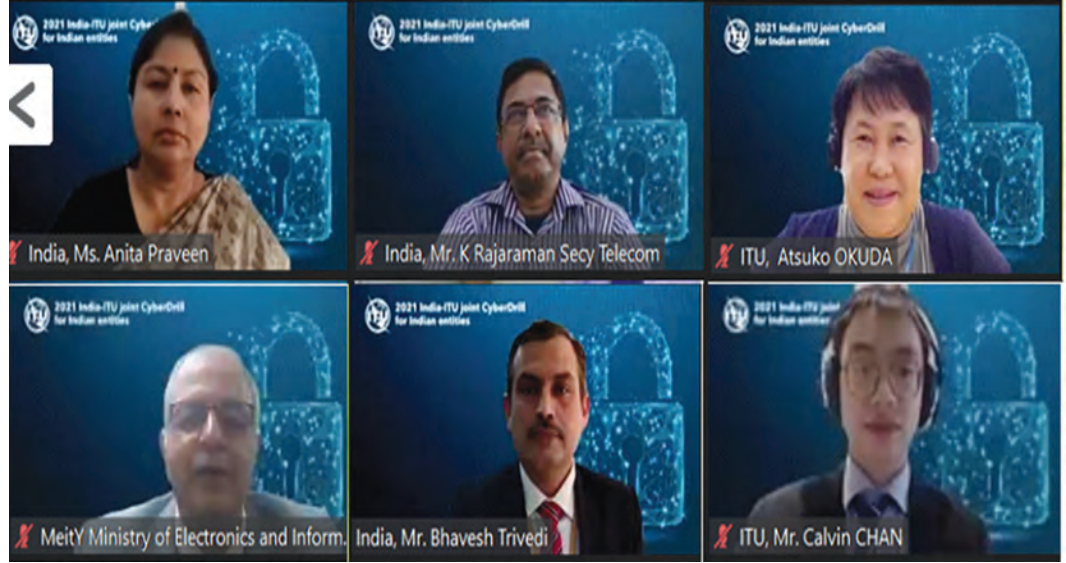 2021 India-ITU joint CyberDrill
for Indian entities
India, Ms. Anita Praveen
2021 India-ITU joint CyberDrill
for Indian entities
India, Mr. K Rajaraman Secy Telecom
2021 India-ITU joint CyberDrill
for Indian entities
ITU, Atsuko OKUDA
2021 India-ITU joint CyberDrill
for Indian entities
MeitY Ministry of Electronics and Inform.
2021 India-ITU joint CyberDrill
for Indian entities
India, Mr. Bhavesh Trivedi
2021 India-ITU joi
for Indian entities
ITU, Mr. Calvin CHAN